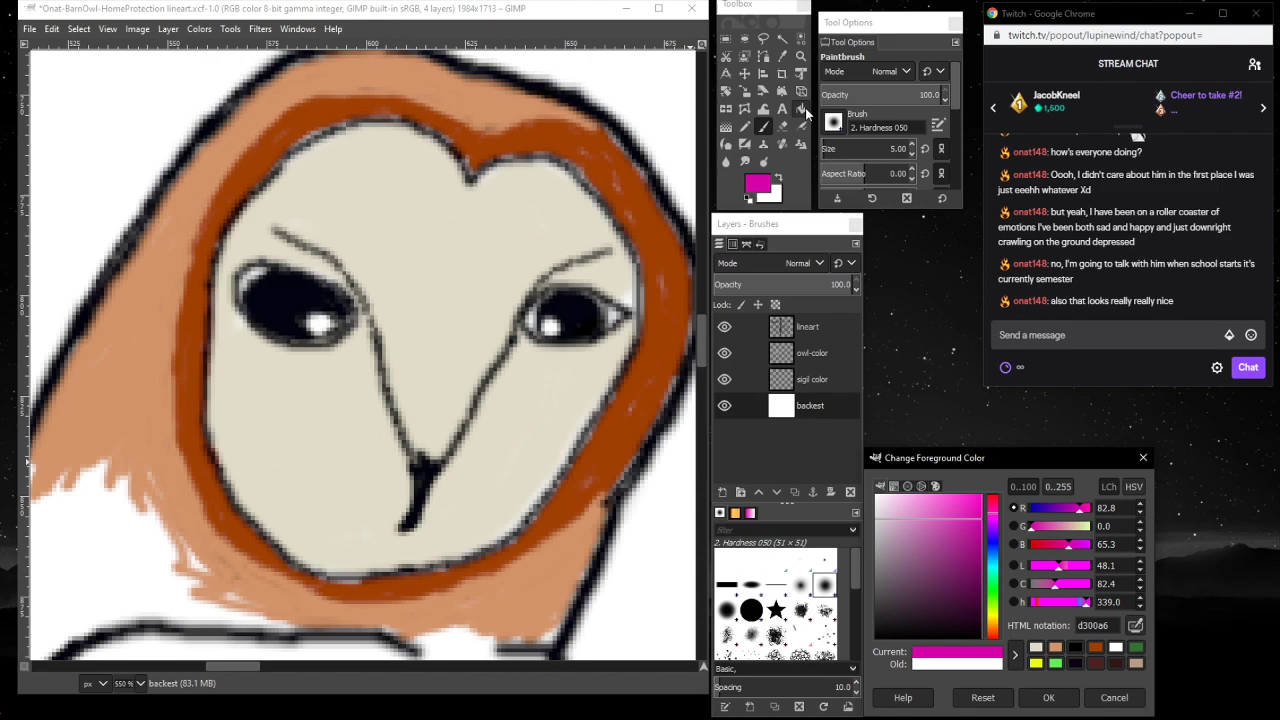 *Onat-BarnOwl-HomeProtection lineart.xcf-1.0 (RGB color 8-bit gamma integer, GIMP built-in sRGB, 4 layers) 1984x1713 – GIMP
File Edit Select View Image Layer Colors Tools Filters Windows Help
525 550 575 600 625 650 675
px 550 % backest (83.1 MB)
Toolbox
Tool Options
Tool Options
Paintbrush
Mode Normal
Opacity 100.0
Brush
2. Hardness 050
Size 5.00
Aspect Ratio 0.00
Layers - Brushes
Mode Normal
Opacity 100.0
Lock:
lineart
owl-color
sigil color
backest
filter
2. Hardness 050 (51 × 51)
Basic,
Spacing 10.0
Twitch - Google Chrome
twitch.tv/popout/lupinewind/chat?popout=
STREAM CHAT
1 JacobKneel
1,500
Cheer to take #2!
...
onat148: how's everyone doing?
onat148: Oooh, I didn't care about him in the first place I was
just eeehh whatever Xd
onat148: but yeah, I have been on a roller coaster of
emotions I've been both sad and happy and just downright
crawling on the ground depressed
onat148: no, I'm going to talk with him when school starts it's
currently semester
onat148: also that looks really really nice
Send a message
∞ Chat
Change Foreground Color
0..100 0..255 LCh HSV
R 82.8
G 0.0
B 65.3
L 48.1
C 82.4
h 339.0
HTML notation: d300a6
Current:
Old:
Help Reset OK Cancel